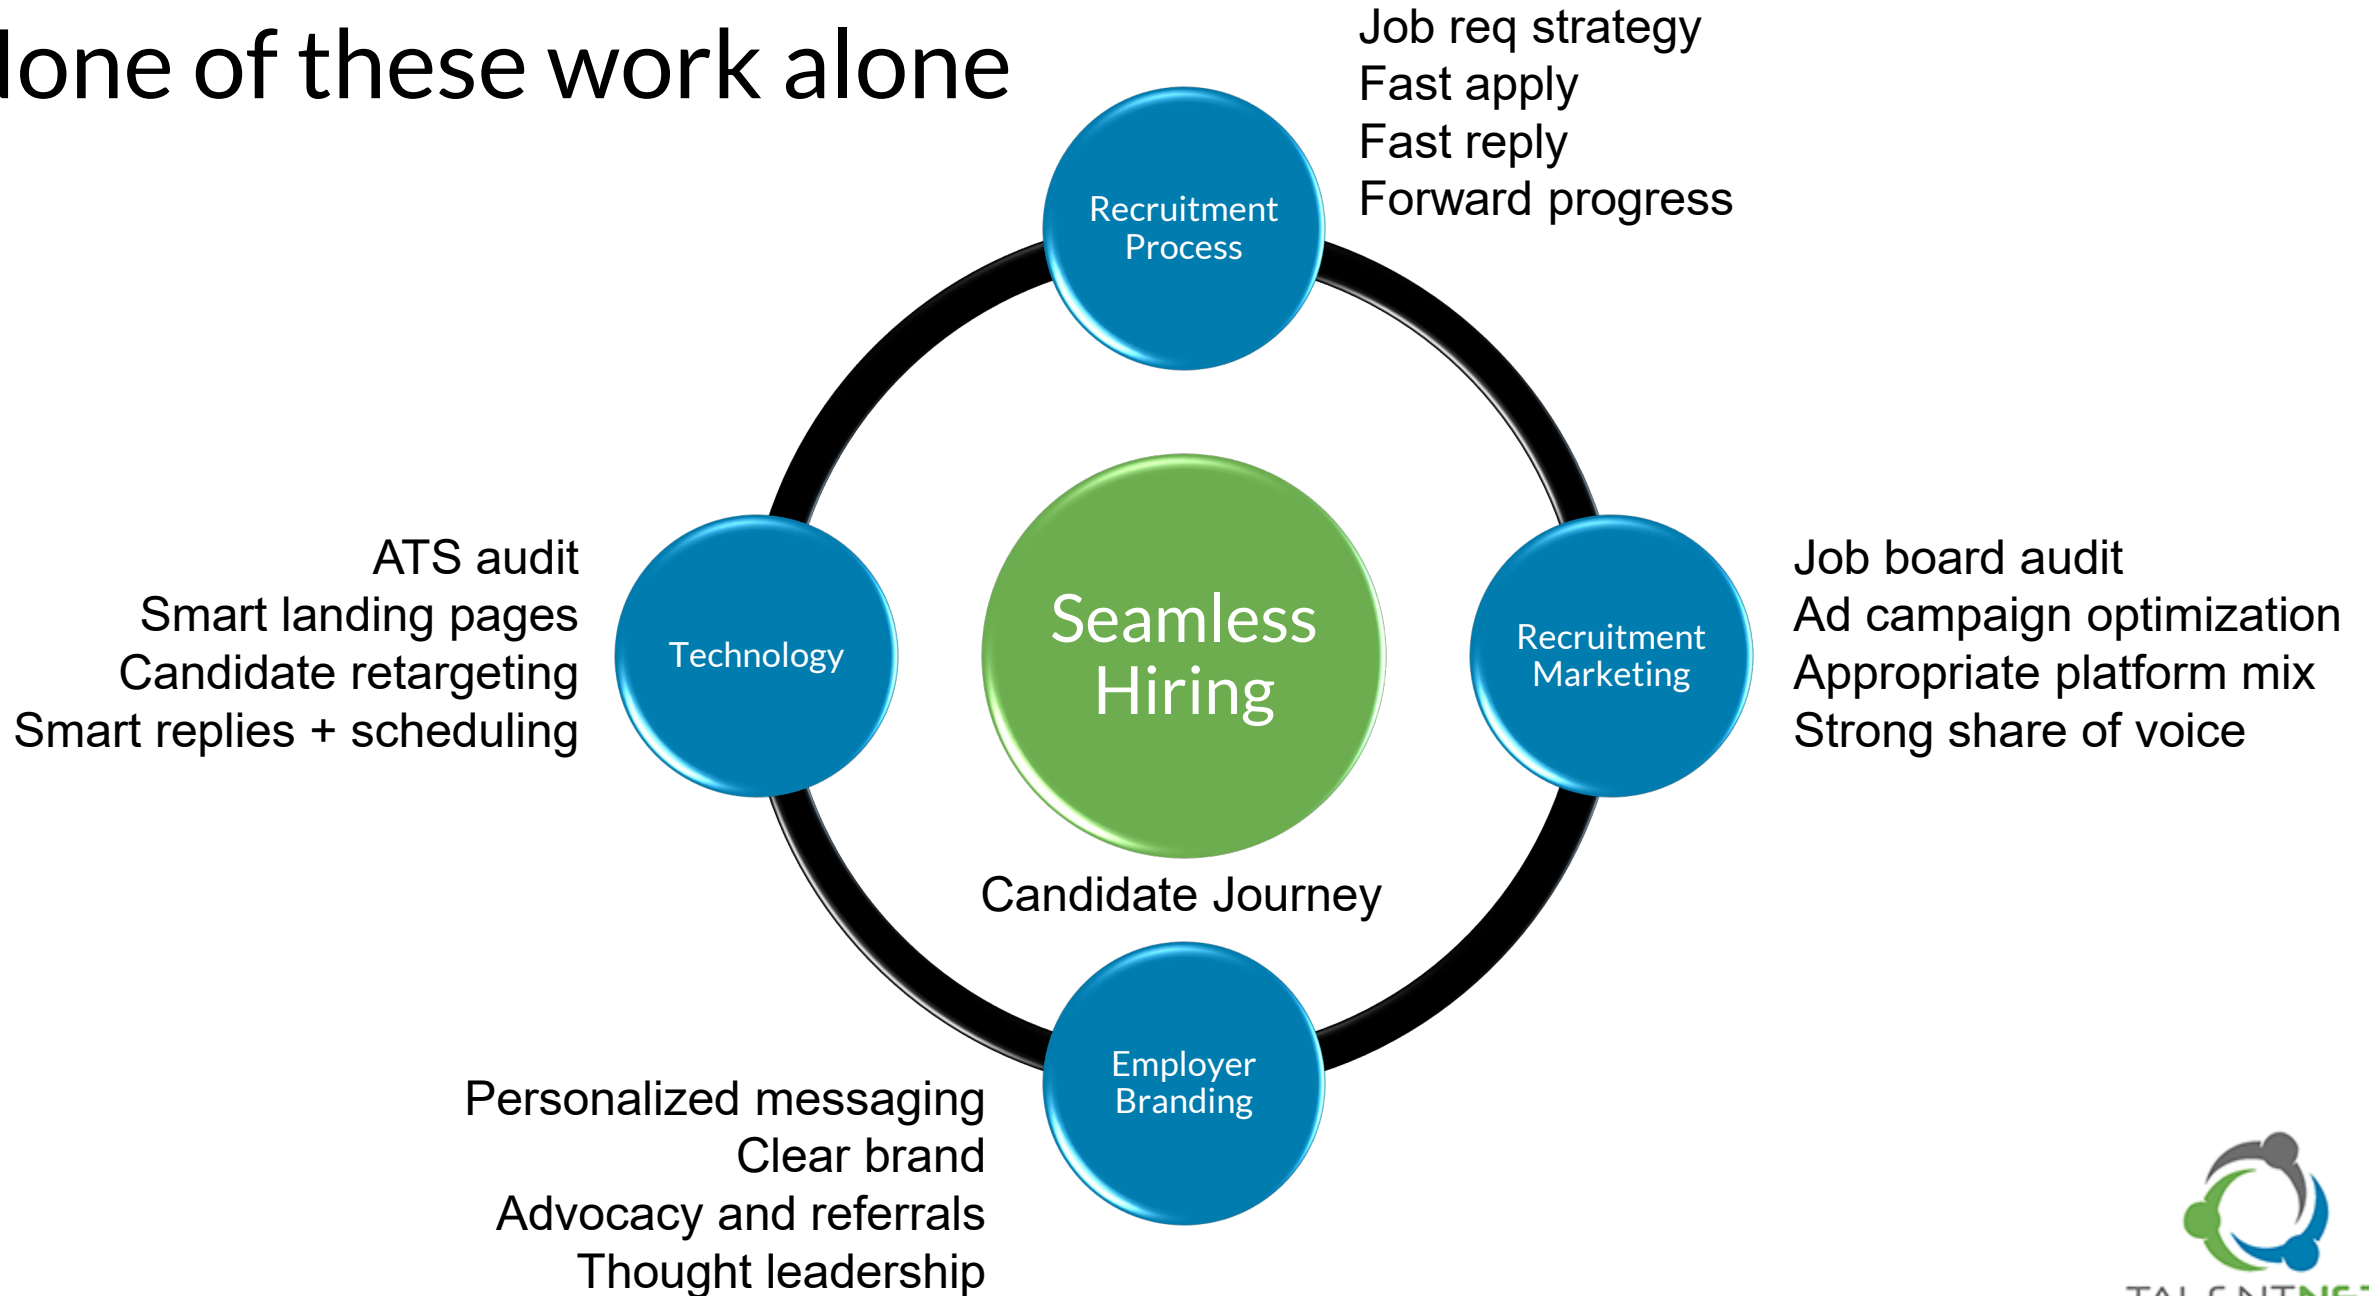 None of these work alone
Job req strategy
Fast apply
Fast reply
Forward progress
Recruitment
Process
ATS audit
Smart landing pages
Candidate retargeting
Smart replies + scheduling
Technology
Seamless
Hiring
Recruitment
Marketing
Job board audit
Ad campaign optimization
Appropriate platform mix
Strong share of voice
Candidate Journey
Employer
Branding
Personalized messaging
Clear brand
Advocacy and referrals
Thought leadership
TALENTNET